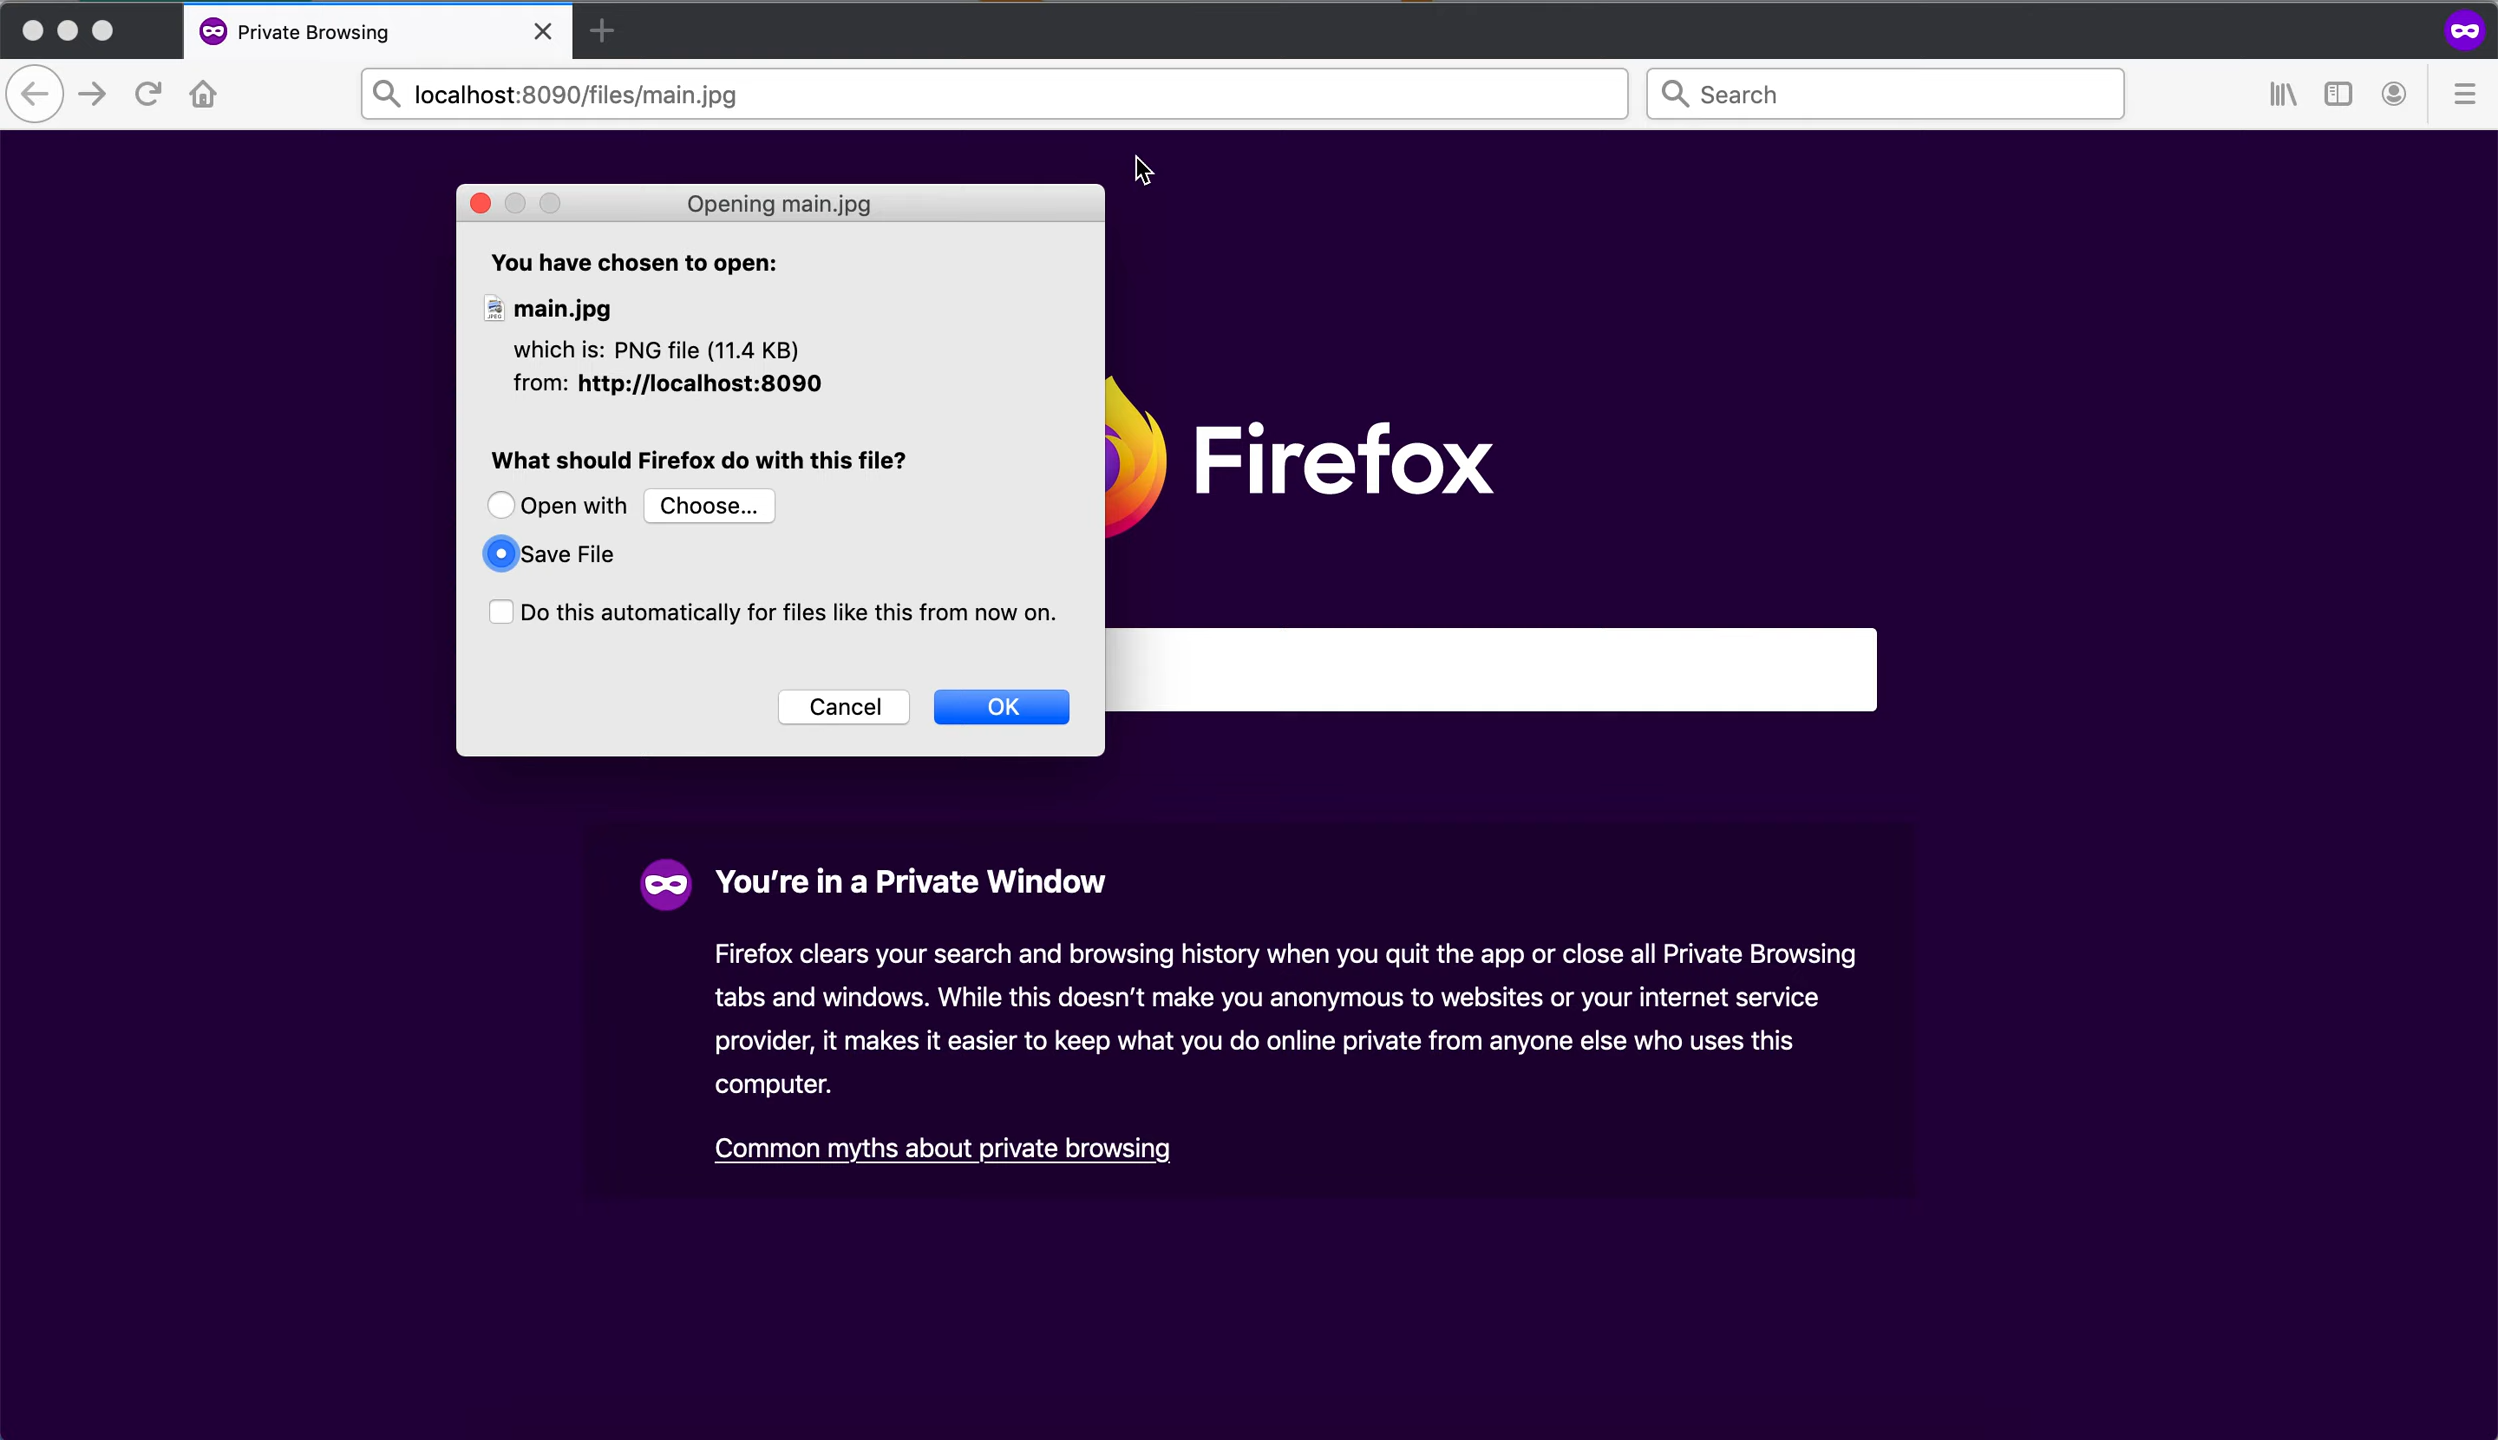 Private Browsing
localhost:8090/files/main.jpg
Search
Opening main.jpg
You have chosen to open:
JPEG
main.jpg
which is: PNG file (11.4 KB)
from: http://localhost:8090
What should Firefox do with this file?
Open with Choose...
Save File
Do this automatically for files like this from now on.
Cancel OK
Firefox
You're in a Private Window
Firefox clears your search and browsing history when you quit the app or close all Private Browsing
tabs and windows. While this doesn't make you anonymous to websites or your internet service
provider, it makes it easier to keep what you do online private from anyone else who uses this
computer.
Common myths about private browsing